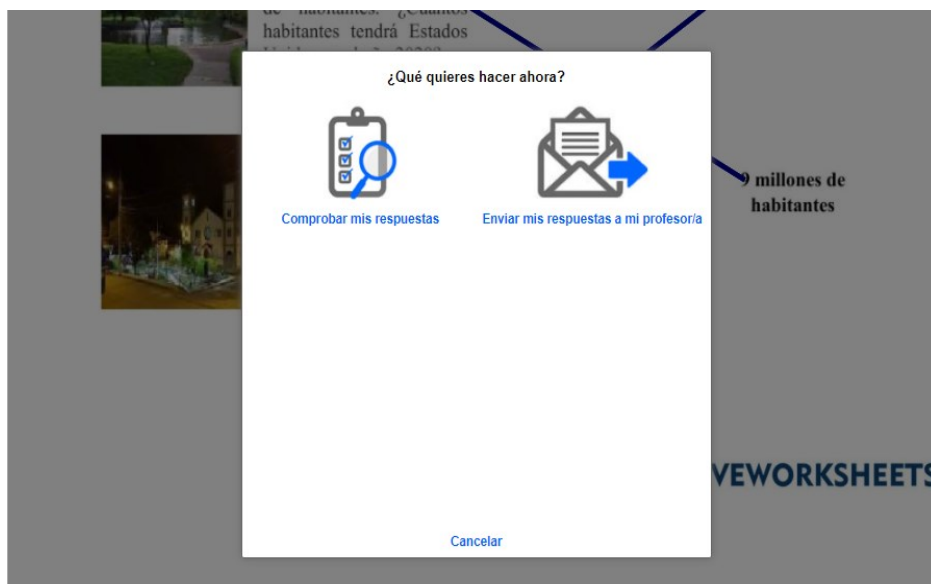 de habitantes. ¿Cuántos
habitantes tendrá Estados
¿Qué quieres hacer ahora?
Comprobar mis respuestas
Enviar mis respuestas a mi profesor/a
9 millones de
habitantes
VEWORKSHEETS
Cancelar